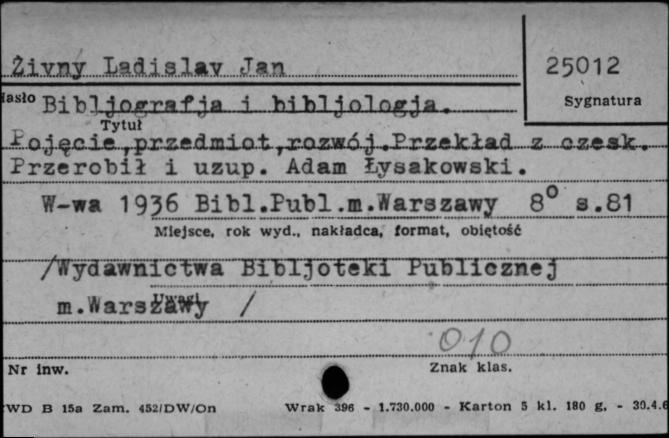 Živny Ladislav Jan
25012
Hasło
Sygnatura
Bibljografja i bibljologja.
Tytuł
Pojęcie,przedmiot,rozwój.Przekład z czesk.
Przerobił i uzup. Adam Łysakowski.
W-wa 1936 Bibl.Publ.m.Warszawy 8° s.81
Miejsce, rok wyd., nakładca, format, objętość
/Wydawnictwa Bibljoteki Publicznej
m.Warszawy /
Uwagi
010
Nr inw.
Znak klas.
WD B 15a Zam. 452/DW/On Wrak 396 - 1.730.000 - Karton 5 kl. 180 g. - 30.4.6